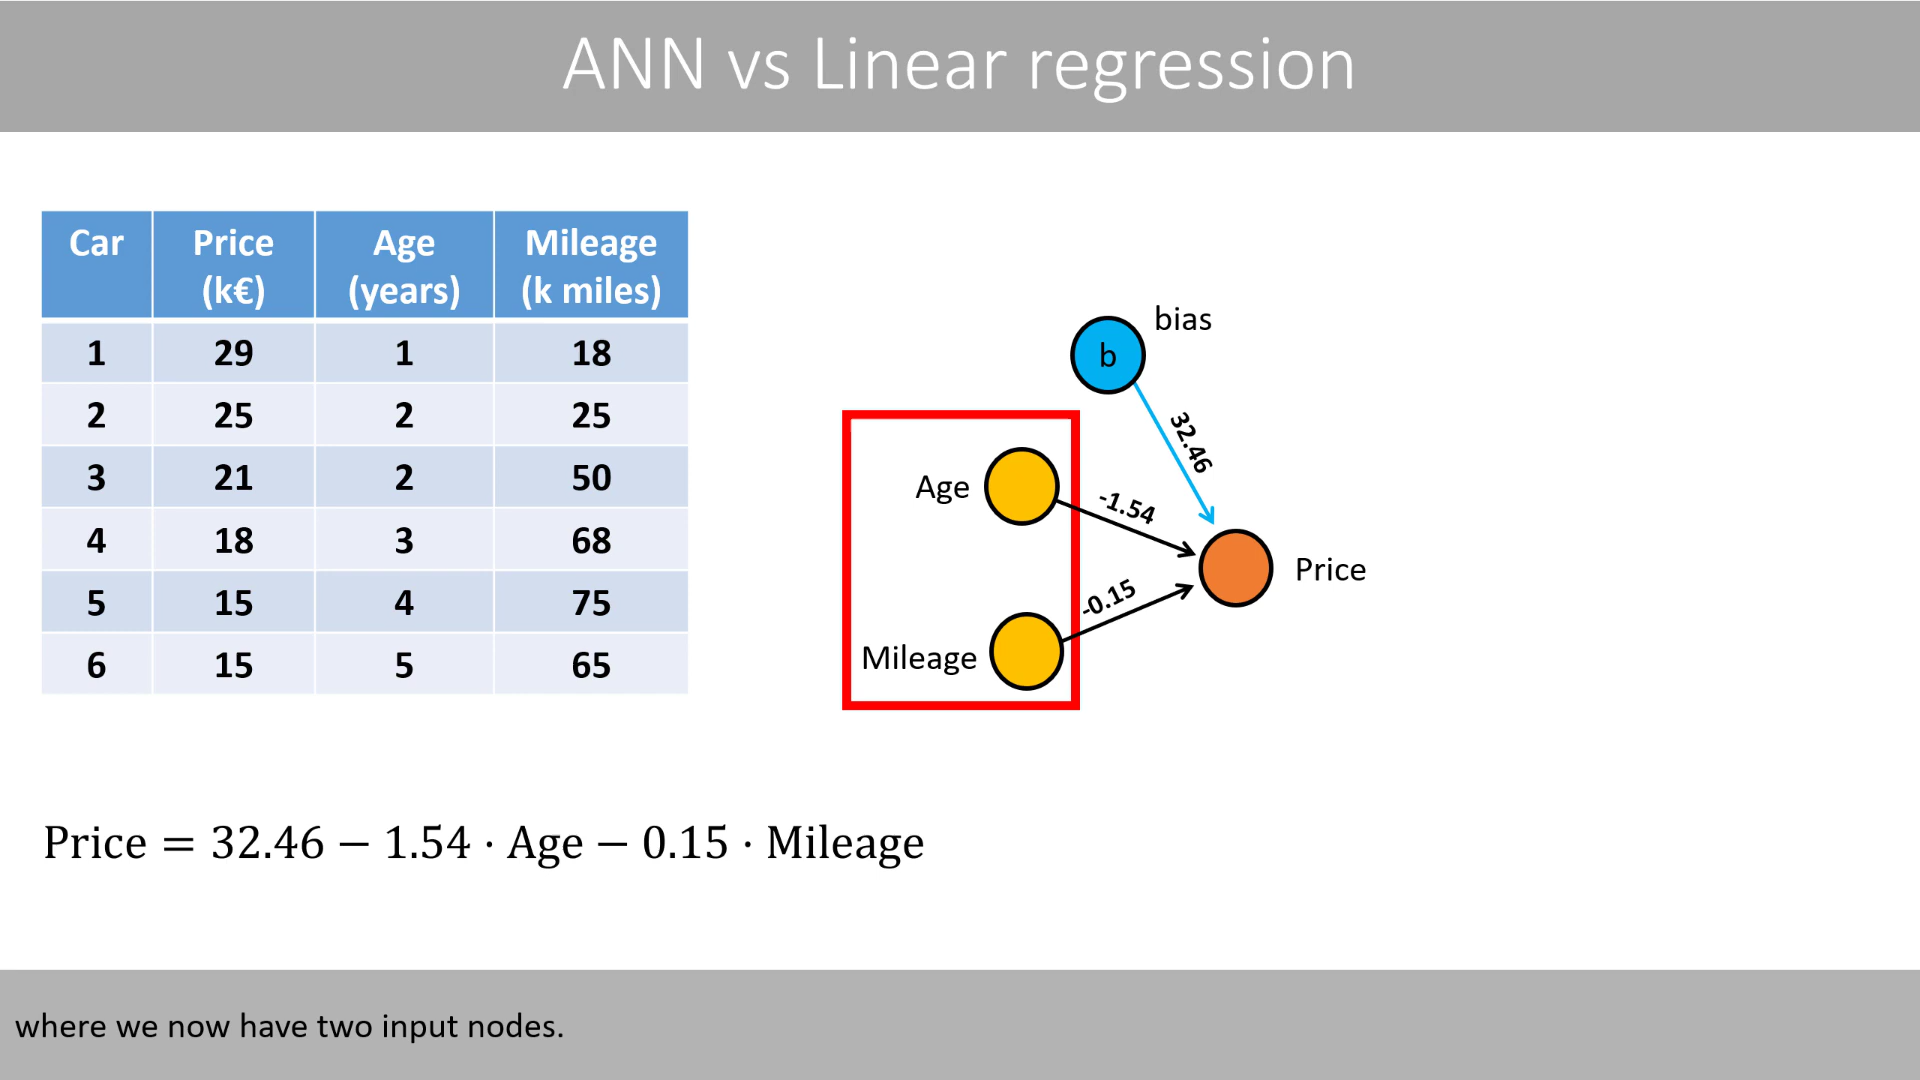 ANN vs Linear regression
Car Price (k€) Age (years) Mileage (k miles)
1 29 1 18
2 25 2 25
3 21 2 50
4 18 3 68
5 15 4 75
6 15 5 65
bias
b
32.46
Age
-1.54
Price
-0.15
Mileage
Price = 32.46 − 1.54 · Age − 0.15 · Mileage
where we now have two input nodes.